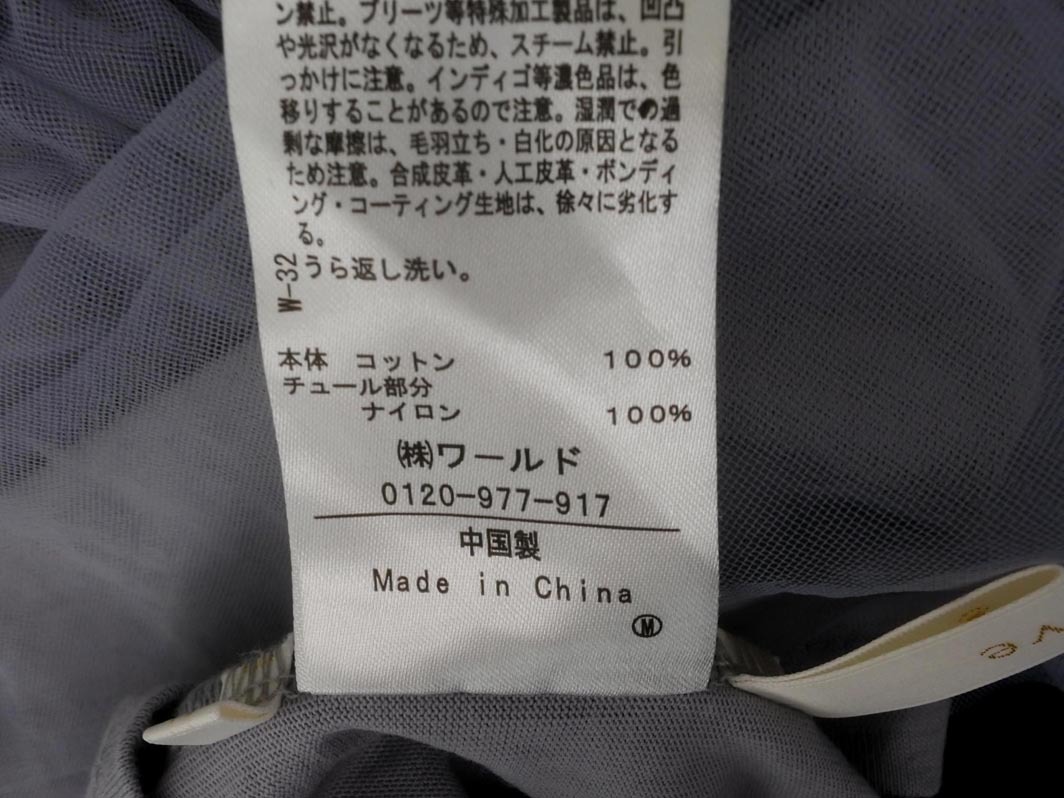 ン禁止。プリーツ等特殊加工製品は、凹凸
や光沢がなくなるため、スチーム禁止。引
っかけに注意。インディゴ等濃色品は、色
移りすることがあるので注意。湿潤での過
剰な摩擦は、毛羽立ち・白化の原因となる
ため注意。合成皮革・人工皮革・ボンディ
ング・コーティング生地は、徐々に劣化す
る。
W-32
うら返し洗い。
本体 コットン 100%
チュール部分
ナイロン 100%
㈱ワールド
0120-977-917
中国製
Made in China
Ⓜ